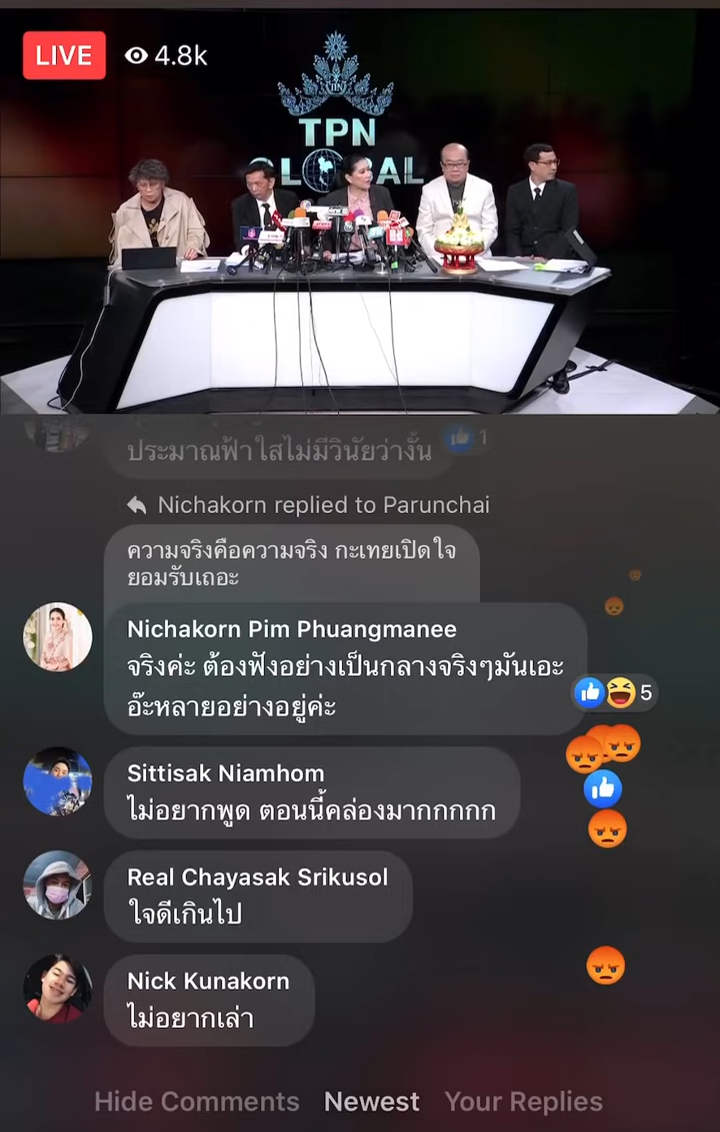 LIVE
4.8k
TPN
GLOBAL
ประมาณฟ้าใสไม่มีวินัยว่างั้น
1
Nichakorn replied to Parunchai
ความจริงคือความจริง กะเทยเปิดใจ
ยอมรับเถอะ
Nichakorn Pim Phuangmanee
จริงค่ะ ต้องฟังอย่างเป็นกลางจริงๆมันเอะ
อ๊ะหลายอย่างอยู่ค่ะ
5
Sittisak Niamhom
ไม่อยากพูด ตอนนี้คล่องมากกกกก
Real Chayasak Srikusol
ใจดีเกินไป
Nick Kunakorn
ไม่อยากเล่า
Hide Comments
Newest
Your Replies